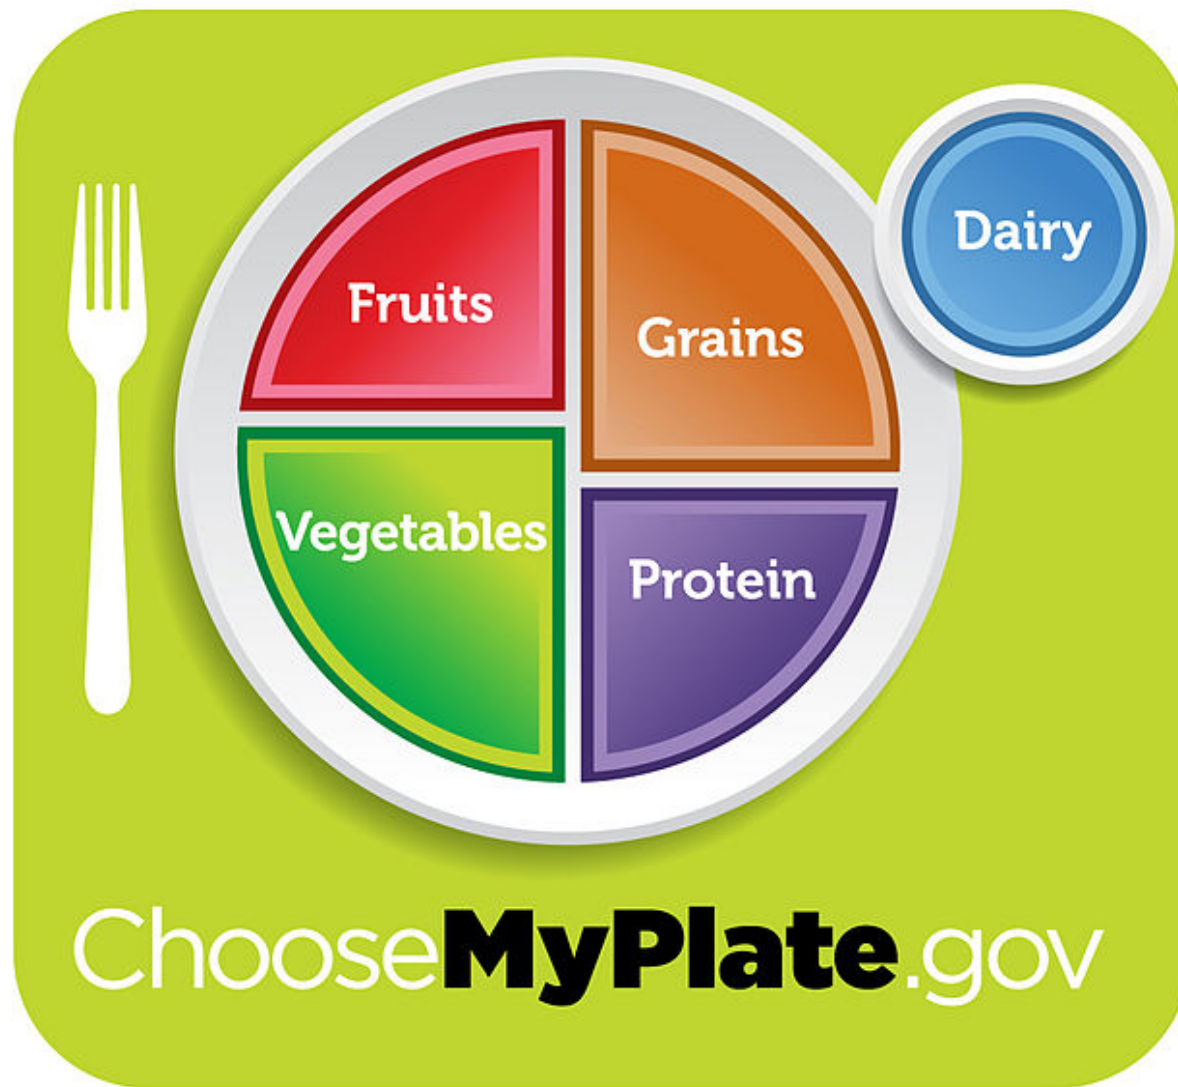 Fruits
Grains
Dairy
Vegetables
Protein
ChooseMyPlate.gov